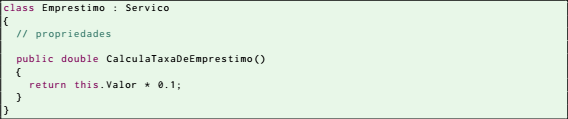 class Emprestimo : Servico
{
// propriedades
public double CalculaTaxaDeEmprestimo()
{
return this.Valor * 0.1;
}
}